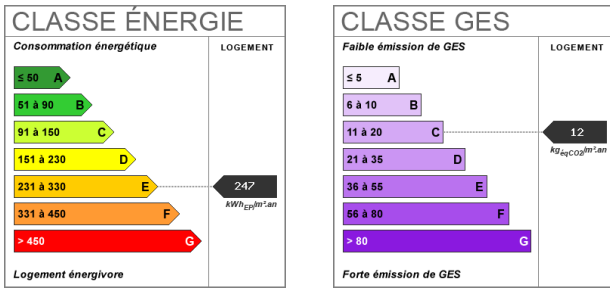 CLASSE ÉNERGIE
Consommation énergétique
LOGEMENT
≤ 50 A
51 à 90 B
91 à 150 C
151 à 230 D
231 à 330 E
247
kWhEP/m².an
331 à 450 F
> 450 G
Logement énergivore
CLASSE GES
Faible émission de GES
LOGEMENT
≤ 5 A
6 à 10 B
11 à 20 C
12
kgéqCO2/m².an
21 à 35 D
36 à 55 E
56 à 80 F
> 80 G
Forte émission de GES